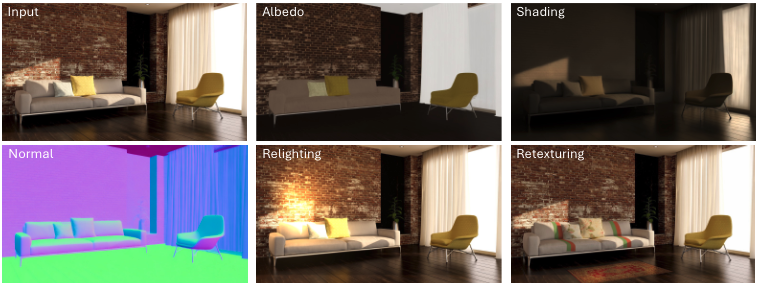 Input
Albedo
Shading
Normal
Relighting
Retexturing